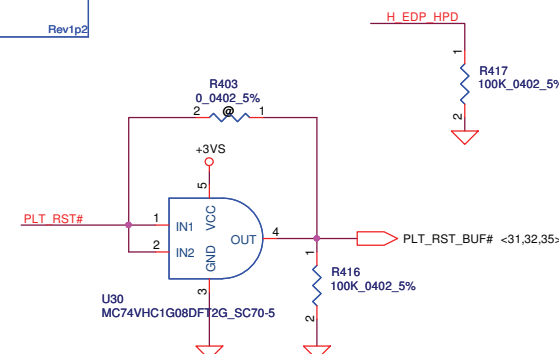 Rev1p2
H_EDP_HPD
1
R417
100K_0402_5%
2
R403
0_0402_5%
2 @ 1
+3VS
5
PLT_RST#
1 IN1 VCC
2 IN2 GND
OUT 4
PLT_RST_BUF# <31,32,35>
3
1
R416
100K_0402_5%
2
U30
MC74VHC1G08DFT2G_SC70-5